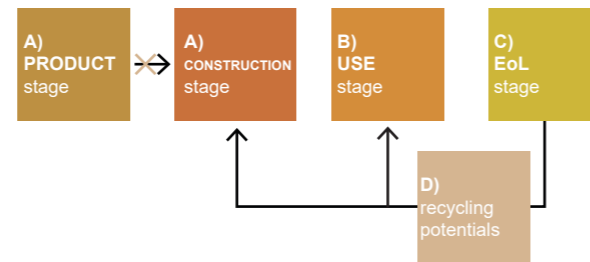 A)
PRODUCT
stage
A)
CONSTRUCTION
stage
B)
USE
stage
C)
EoL
stage
D)
recycling
potentials